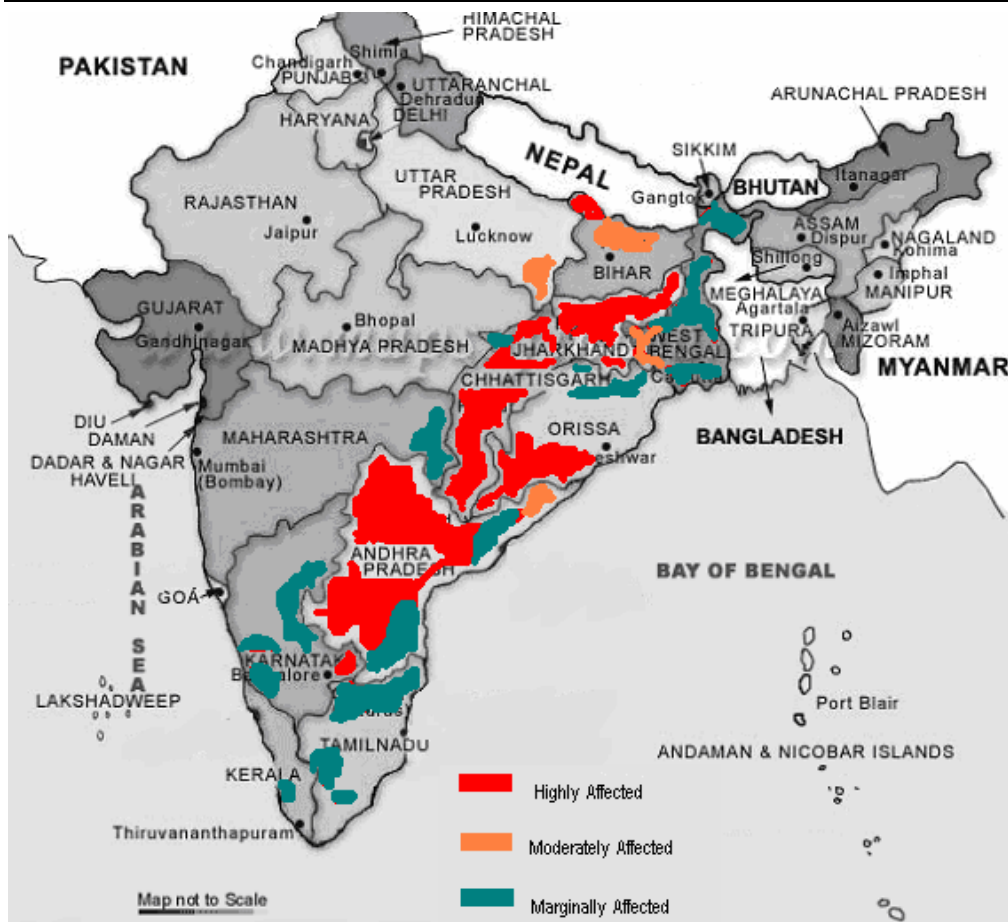 HIMACHAL
PRADESH
Shimla
Chandigarh
PUNJAB
PAKISTAN
UTTARANCHAL
Dehradun
DELHI
HARYANA
ARUNACHAL PRADESH
NEPAL
SIKKIM
Gangto
BHUTAN
Itanagar
UTTAR
PRADESH
RAJASTHAN
Jaipur
Lucknow
ASSAM
Dispur
NAGALAND
Kohima
BIHAR
Shillong
Imphal
MANIPUR
MEGHALAYA
Agartala
TRIPURA
GUJARAT
Gandhinagar
Bhopal
MADHYA PRADESH
JHARKHAND
WEST
BENGAL
Aizawl
MIZORAM
MYANMAR
CHHATTISGARH
DIU
DAMAN
DADAR & NAGAR
HAVELI
MAHARASHTRA
Mumbai
(Bombay)
ORISSA
eshwar
BANGLADESH
ARABIAN SEA
ANDHRA
PRADESH
BAY OF BENGAL
GOÁ
KARNATAK
LAKSHADWEEP
Port Blair
TAMILNADU
ANDAMAN & NICOBAR ISLANDS
KERALA
Thiruvananthapuram
Highly Affected
Moderately Affected
Marginally Affected
Map not to Scale